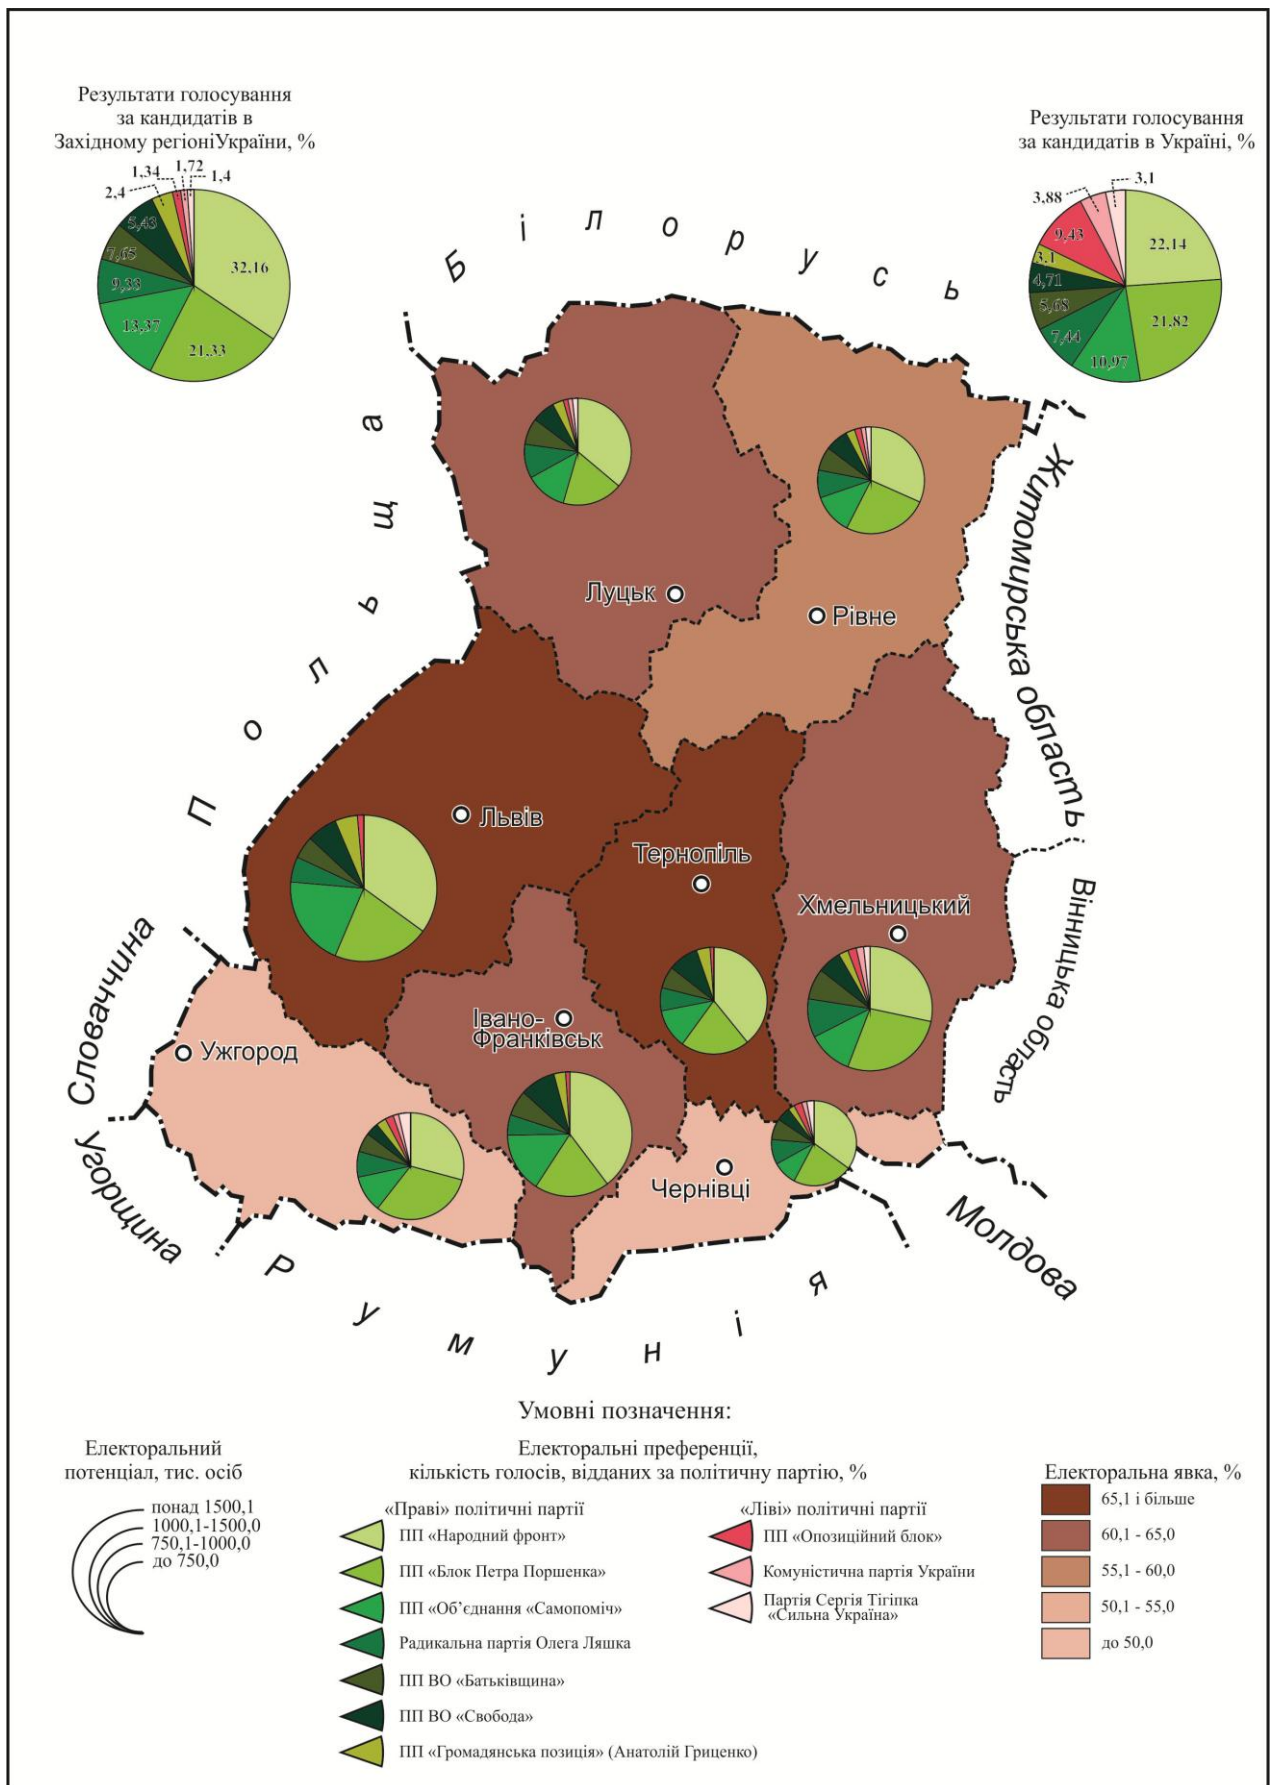 Результати голосування
за кандидатів в
Західному регіоніУкраїни, %
1,34
1,72
2,4
1,4
5,43
7,65
9,33
13,37
21,33
32,16
Результати голосування
за кандидатів в Україні, %
3,1
3,88
9,43
3,1
4,71
5,68
7,44
10,97
21,82
22,14
Білорусь
Польща
Словаччина
Угорщина
Румунія
Молдова
Житомирська область
Вінницька область
Луцьк
Рівне
Львів
Тернопіль
Хмельницький
Івано-
Франківськ
Ужгород
Чернівці
Умовні позначення:
Електоральний
потенціал, тис. осіб
понад 1500,1
1000,1-1500,0
750,1-1000,0
до 750,0
Електоральні преференції,
кількість голосів, відданих за політичну партію, %
«Праві» політичні партії
ПП «Народний фронт»
ПП «Блок Петра Поршенка»
ПП «Об’єднання «Самопоміч»
Радикальна партія Олега Ляшка
ПП ВО «Батьківщина»
ПП ВО «Свобода»
ПП «Громадянська позиція» (Анатолій Гриценко)
«Ліві» політичні партії
ПП «Опозиційний блок»
Комуністична партія України
Партія Сергія Тігіпка
«Сильна Україна»
Електоральна явка, %
65,1 і більше
60,1 - 65,0
55,1 - 60,0
50,1 - 55,0
до 50,0